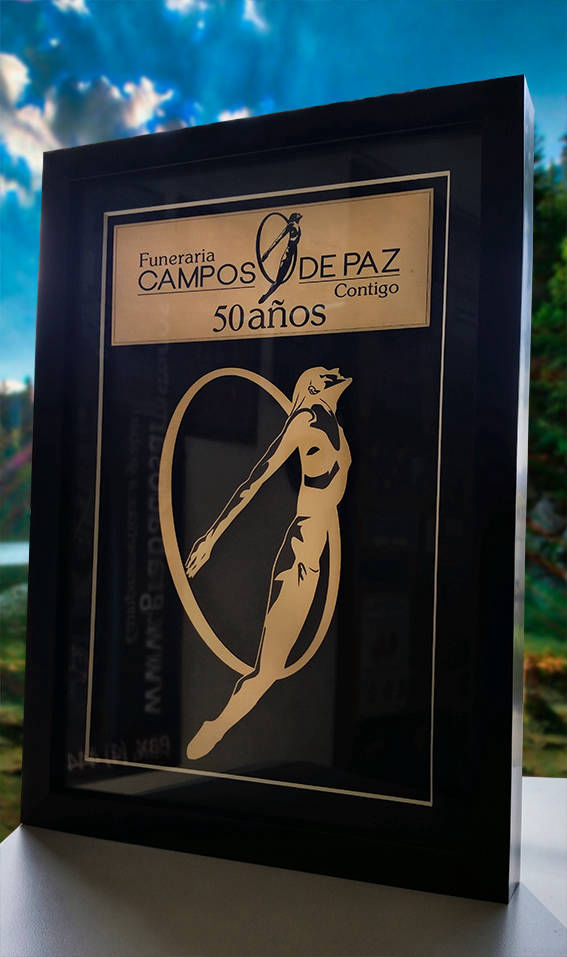 Funeraria
CAMPOS DE PAZ
Contigo
50 años